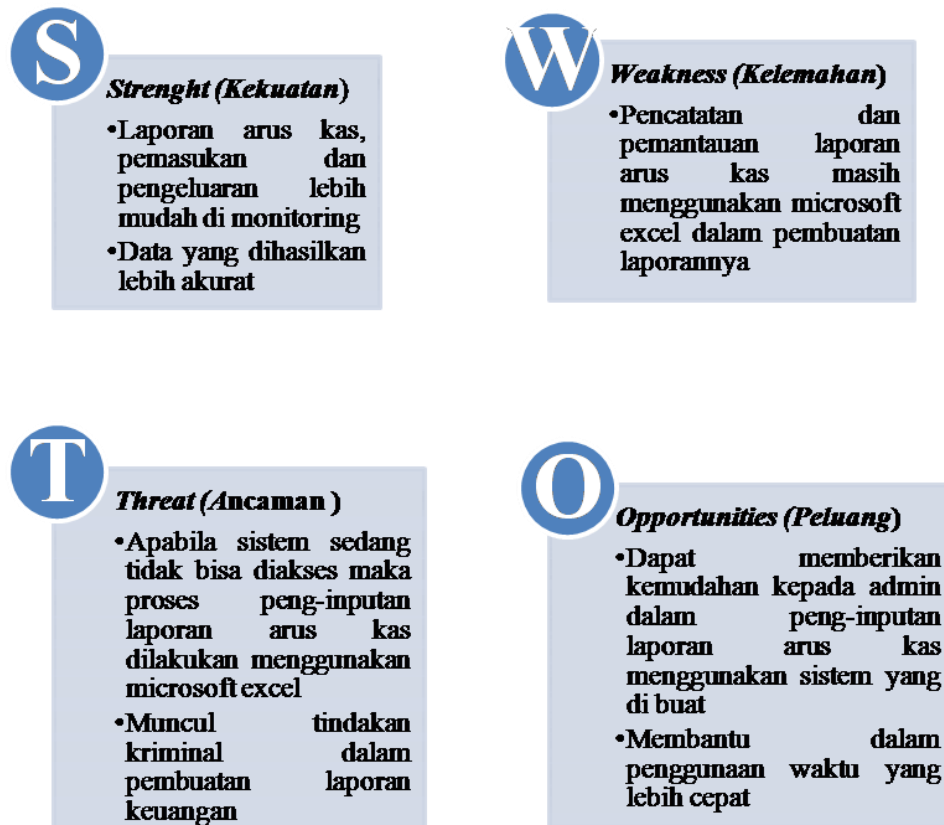 S
Strenght (Kekuatan)
•Laporan arus kas,
pemasukan dan
pengeluaran lebih
mudah di monitoring
•Data yang dihasilkan
lebih akurat
W
Weakness (Kelemahan)
•Pencatatan dan
pemantauan laporan
arus kas masih
menggunakan microsoft
excel dalam pembuatan
laporannya
T
Threat (Ancaman )
•Apabila sistem sedang
tidak bisa diakses maka
proses peng-inputan
laporan arus kas
dilakukan menggunakan
microsoft excel
•Muncul tindakan
kriminal dalam
pembuatan laporan
keuangan
O
Opportunities (Peluang)
•Dapat memberikan
kemudahan kepada admin
dalam peng-inputan
laporan arus kas
menggunakan sistem yang
di buat
•Membantu dalam
penggunaan waktu yang
lebih cepat